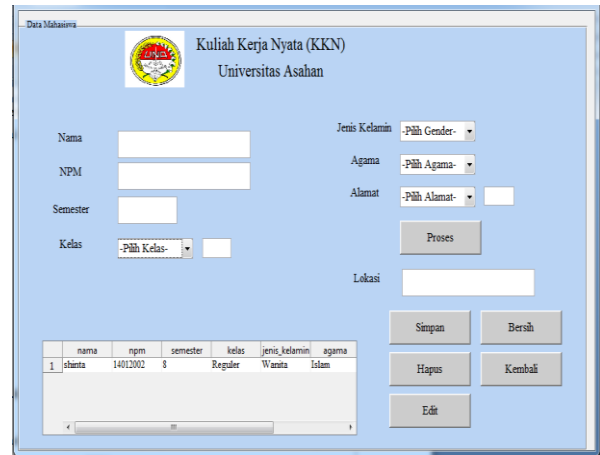 Data Mahasiswa
Kuliah Kerja Nyata (KKN)
Universitas Asahan
Nama
NPM
Semester
Kelas
-Pilih Kelas-
Jenis Kelamin
-Pilih Gender-
Agama
-Pilih Agama-
Alamat
-Pilih Alamat-
Proses
Lokasi
Simpan
Bersih
Hapus
Kembali
Edit
nama npm semester kelas jenis_kelamin agama
1 shinta 14012002 8 Reguler Wanita Islam